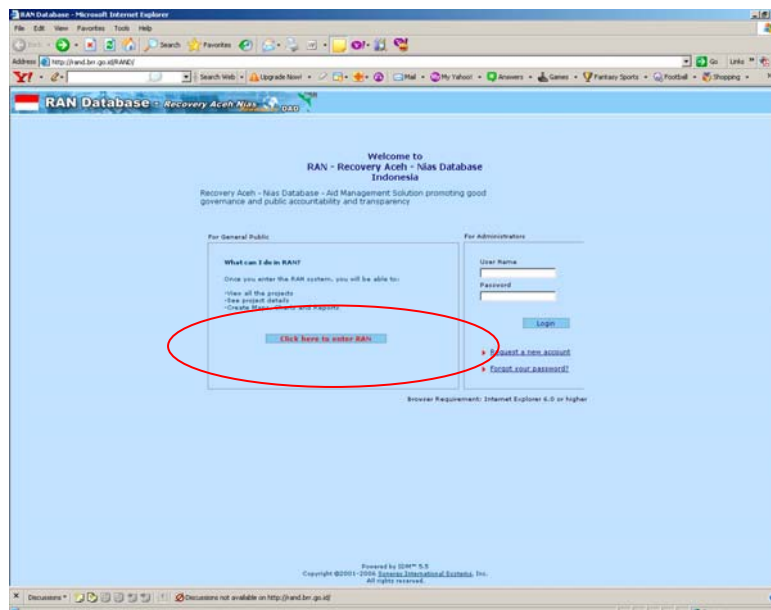 RAN Database - Microsoft Internet Explorer
File Edit View Favorites Tools Help
Back Search Favorites
Address http://rand.brr.go.id/RAND/ Go Links
Y! Search Web Upgrade Now! Mail My Yahoo! Answers Games Fantasy Sports Football Shopping
RAN Database - Recovery Aceh Nias DAD
Welcome to
RAN - Recovery Aceh - Nias Database
Indonesia
Recovery Aceh - Nias Database - Aid Management Solution promoting good
governance and public accountability and transparency
For General Public
What can I do in RAN?
Once you enter the RAN system, you will be able to:
-View all the projects
-See project details
-Create Maps, Charts and Reports
Click here to enter RAN
For Administrators
User Name
Password
Login
Request a new account
Forgot your password?
Browser Requirement: Internet Explorer 6.0 or higher
Powered by IDM™ 5.5
Copyright ©2001-2006 Synergy International Systems, Inc.
All rights reserved.
Discussions Discussions not available on http://rand.brr.go.id/